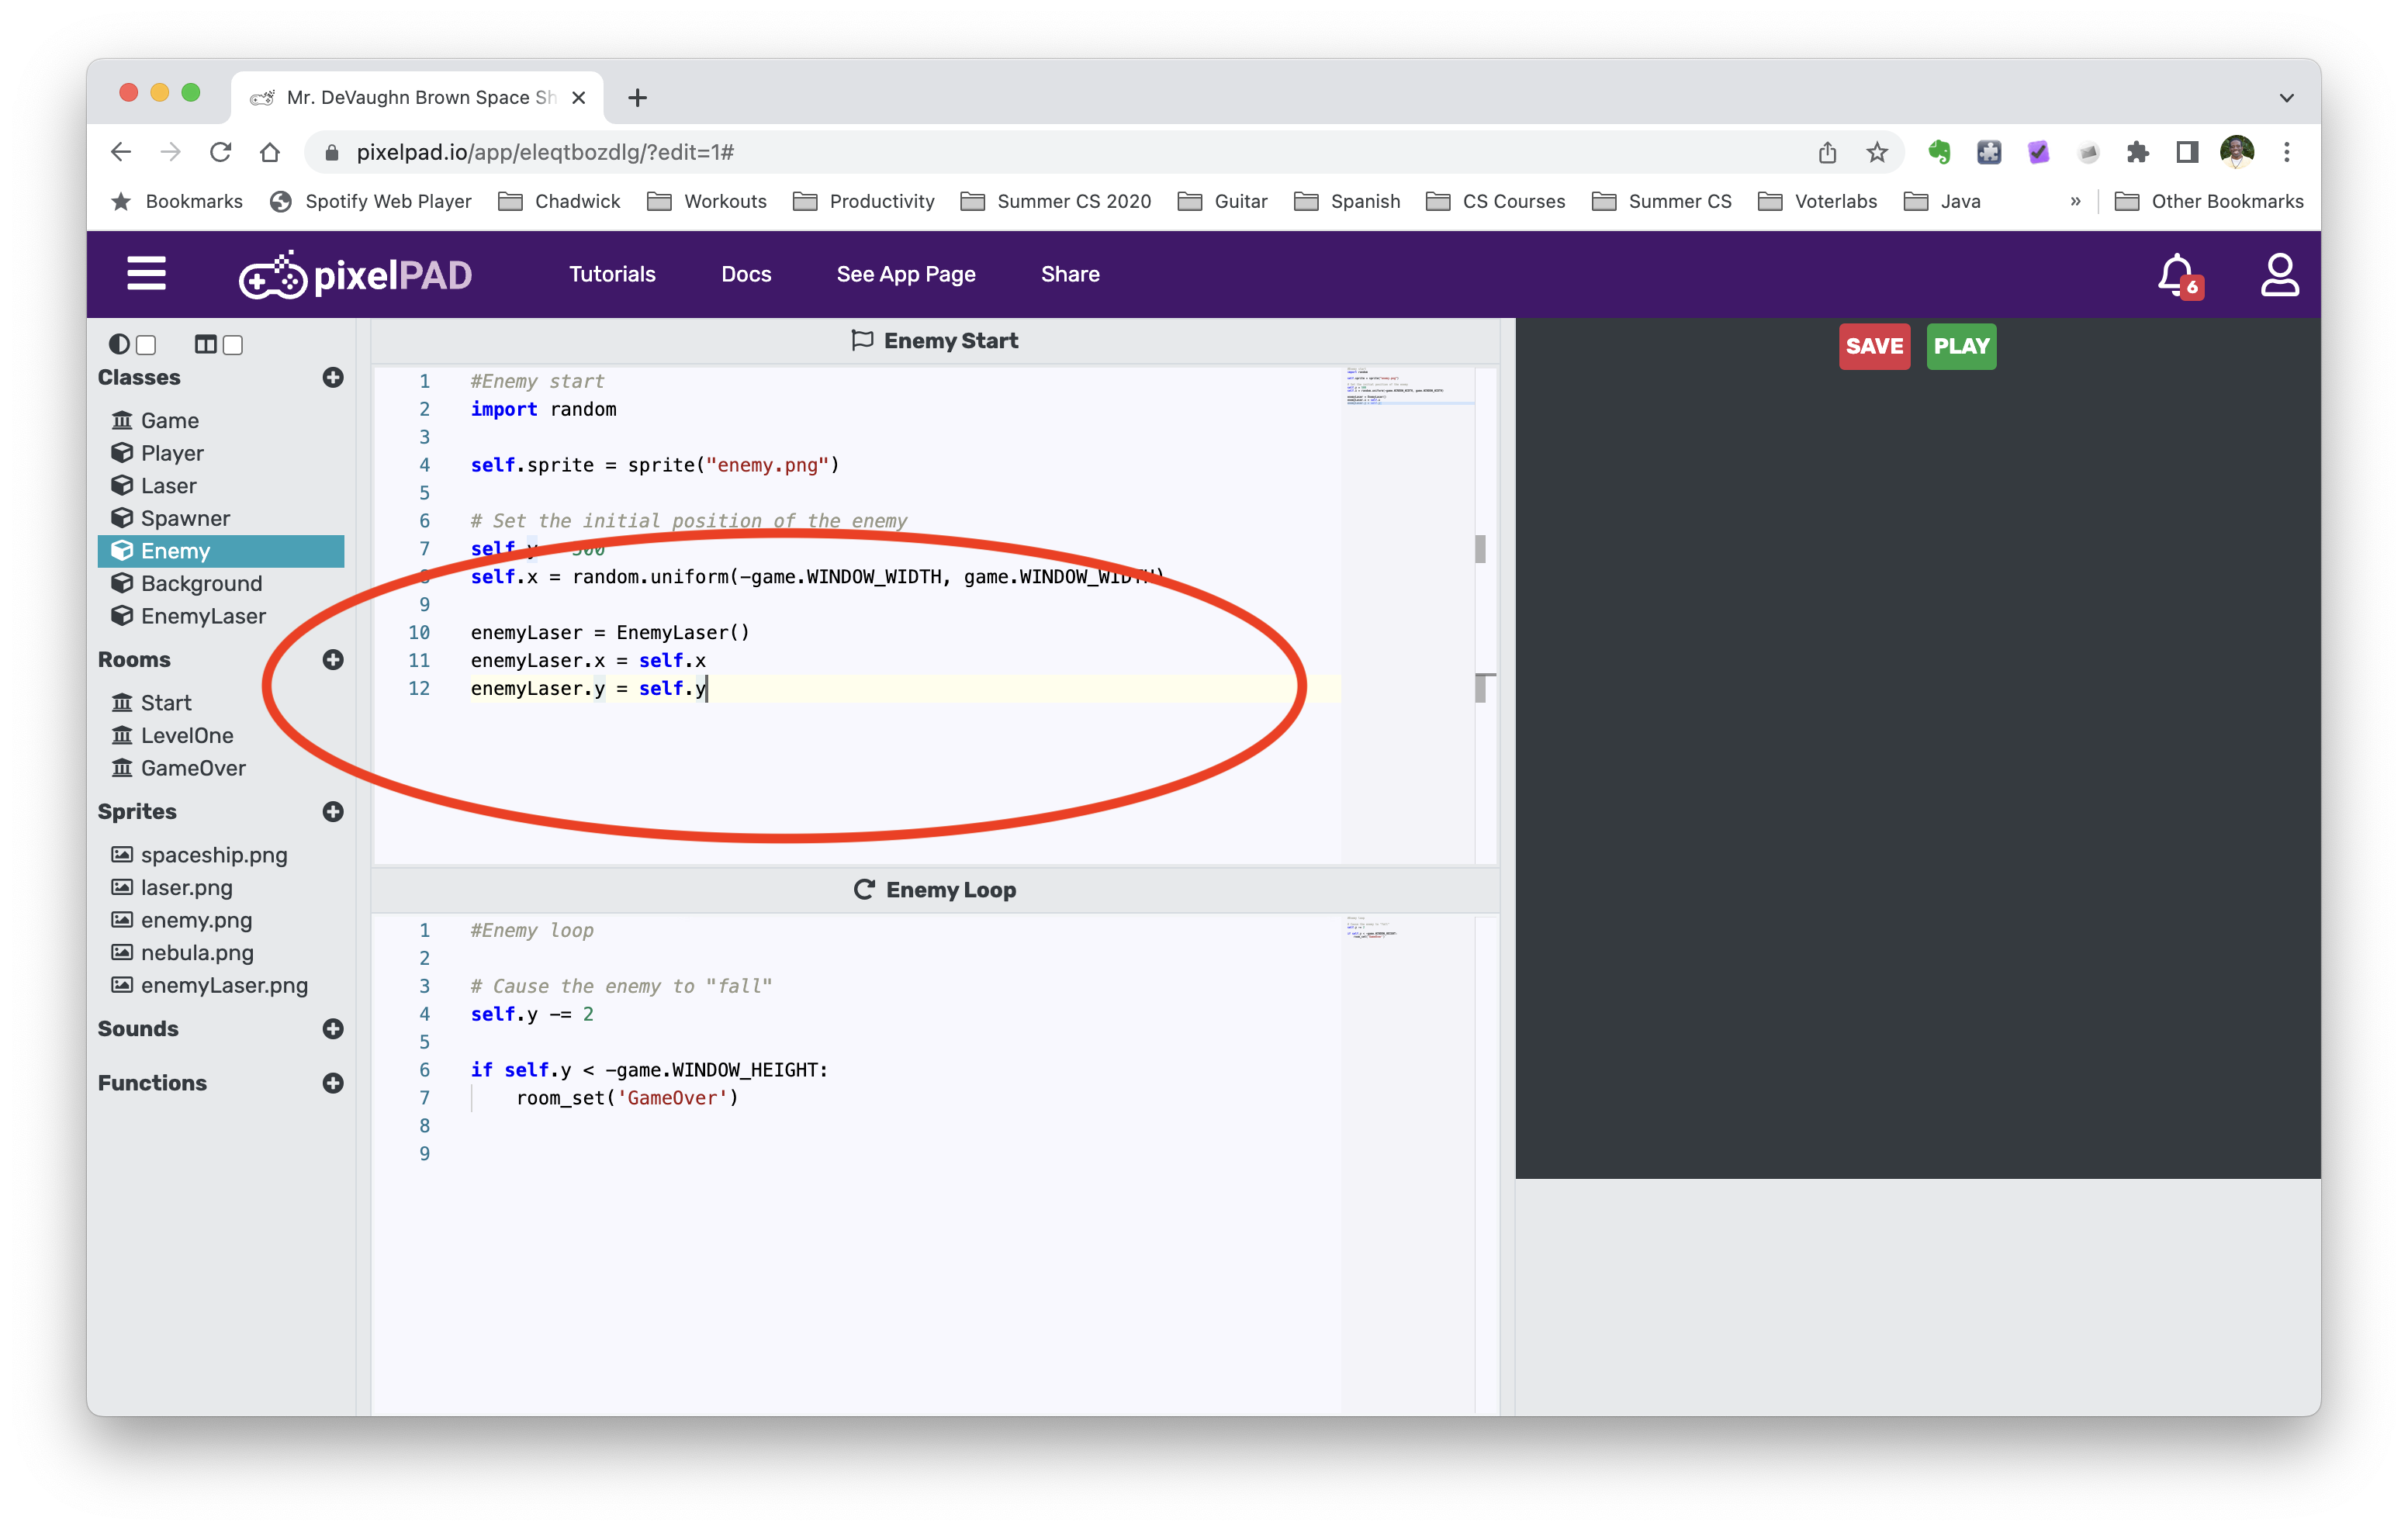 Mr. DeVaughn Brown Space Sh
pixelpad.io/app/eleqtbozdlg/?edit=1#
Bookmarks Spotify Web Player Chadwick Workouts Productivity Summer CS 2020 Guitar Spanish CS Courses Summer CS Voterlabs Java » Other Bookmarks
pixelPAD Tutorials Docs See App Page Share 6
Classes
Game
Player
Laser
Spawner
Enemy
Background
EnemyLaser
Rooms
Start
LevelOne
GameOver
Sprites
spaceship.png
laser.png
enemy.png
nebula.png
enemyLaser.png
Sounds
Functions
Enemy Start
1 #Enemy start
2 import random
3
4 self.sprite = sprite("enemy.png")
5
6 # Set the initial position of the enemy
7 self.y = 500
8 self.x = random.uniform(-game.WINDOW_WIDTH, game.WINDOW_WIDTH)
9
10 enemyLaser = EnemyLaser()
11 enemyLaser.x = self.x
12 enemyLaser.y = self.y
Enemy Loop
1 #Enemy loop
2
3 # Cause the enemy to "fall"
4 self.y -= 2
5
6 if self.y < -game.WINDOW_HEIGHT:
7 room_set('GameOver')
8
9
SAVE PLAY